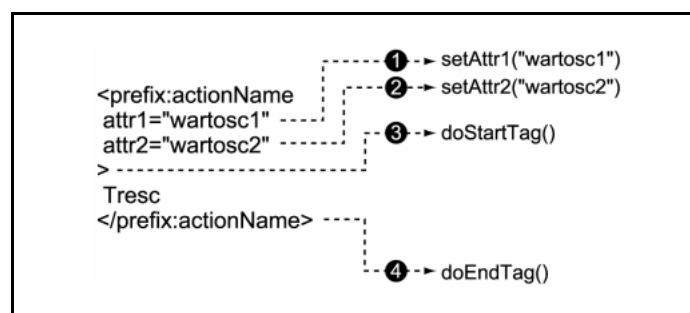 <prefix:actionName
attr1="wartosc1"
attr2="wartosc2"
>
Tresc
</prefix:actionName>
1 setAttr1("wartosc1")
2 setAttr2("wartosc2")
3 doStartTag()
4 doEndTag()